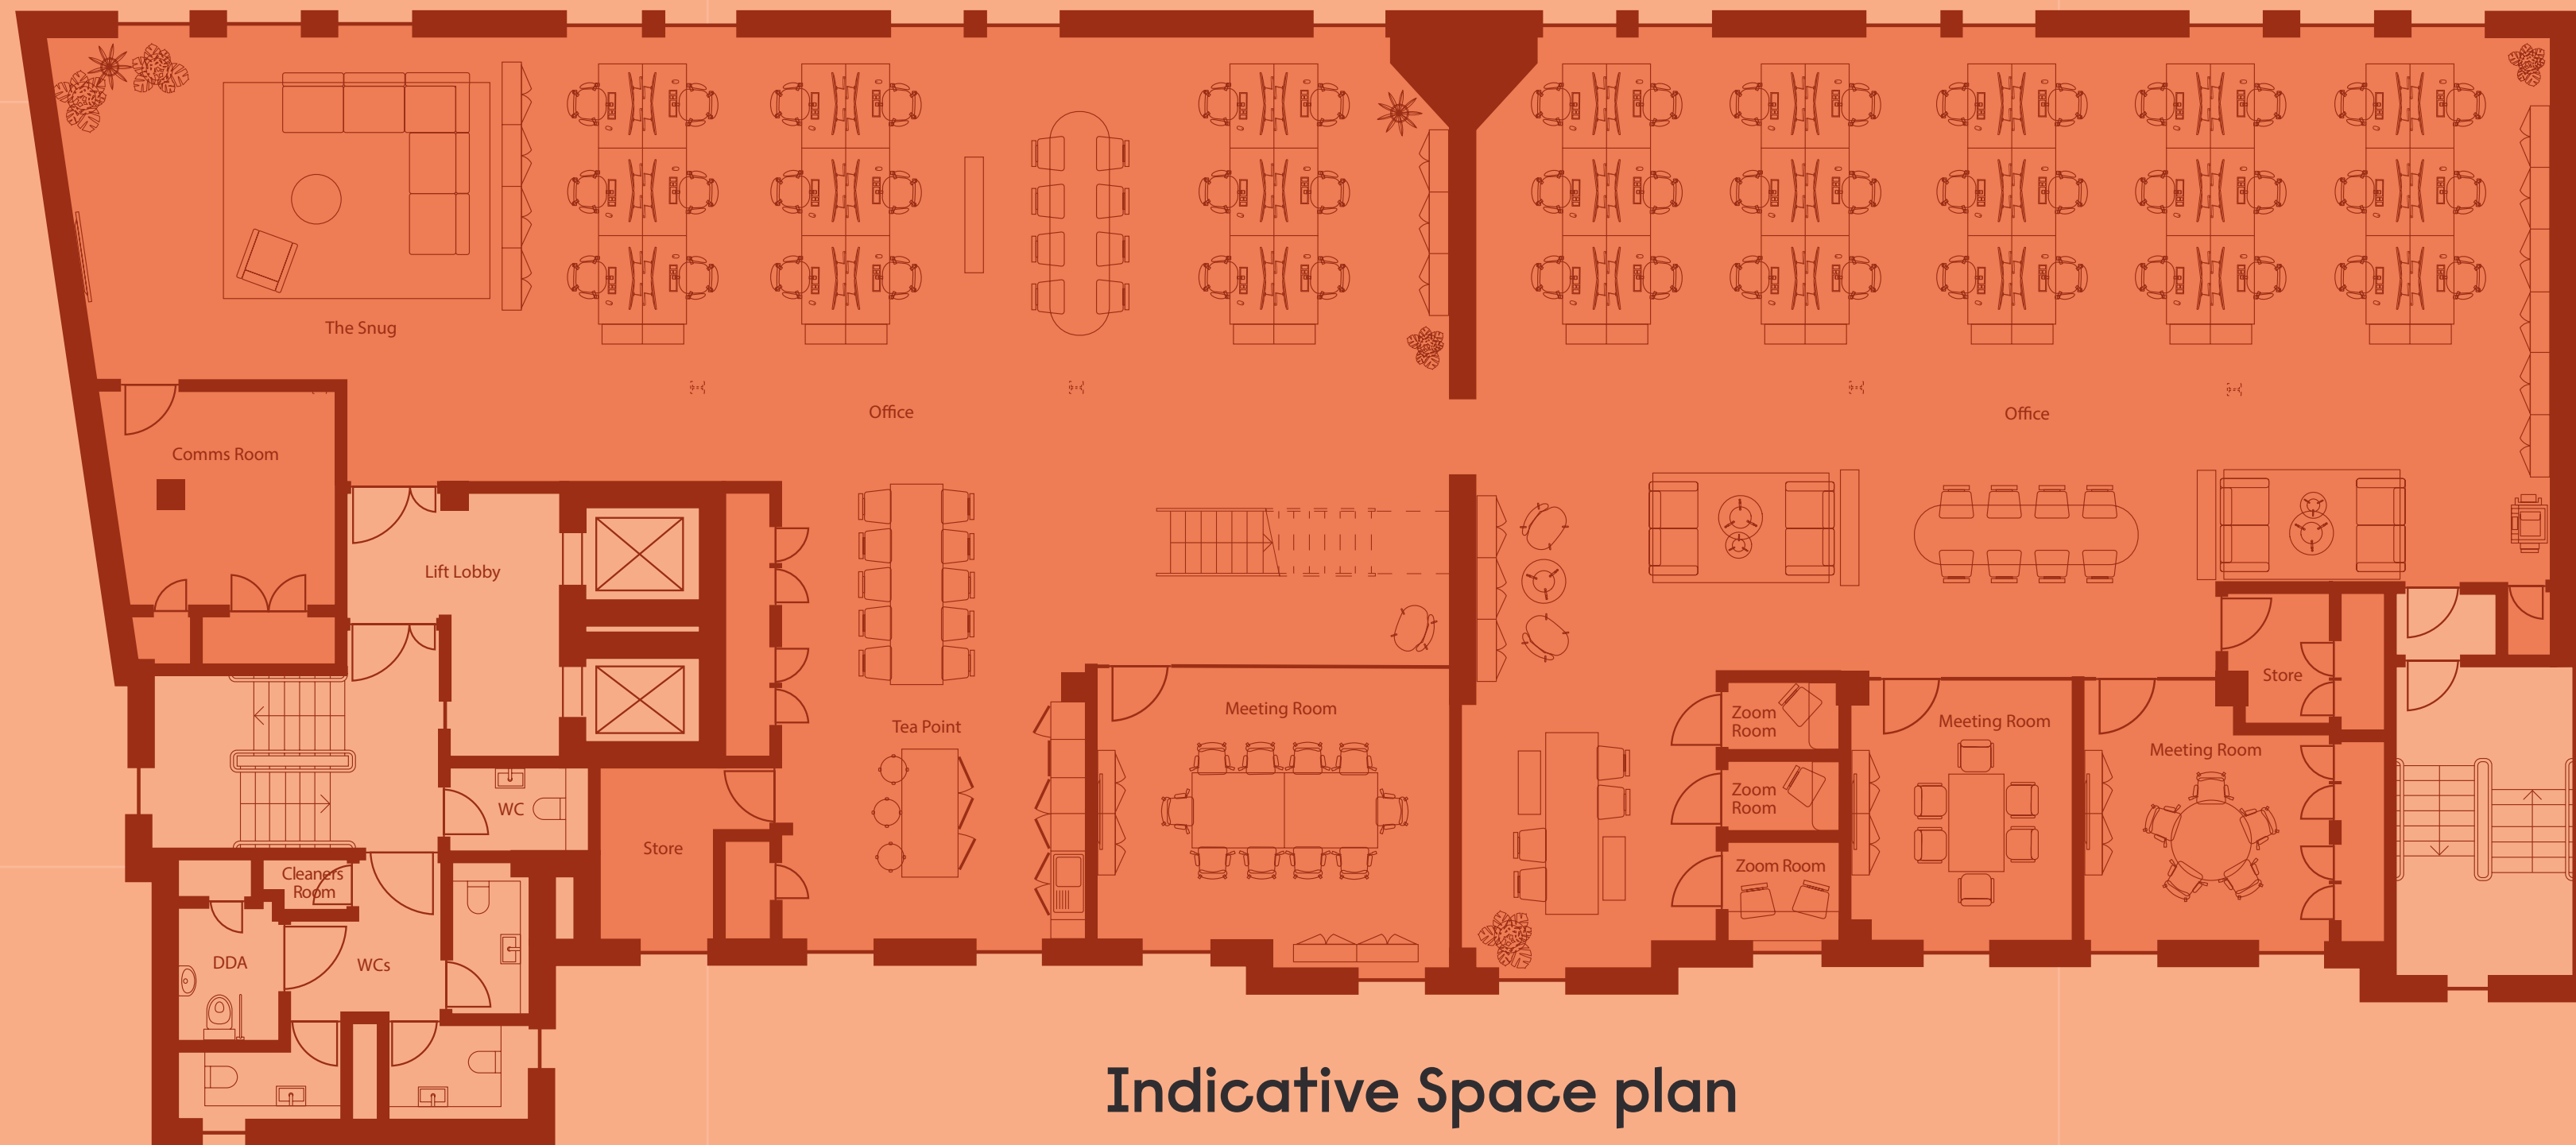 The Snug
Office
Office
Comms Room
Lift Lobby
Tea Point
Meeting Room
Store
Zoom
Room
Meeting Room
Meeting Room
Zoom
Room
WC
Store
Zoom Room
Cleaners
Room
DDA
WCs
Indicative Space plan